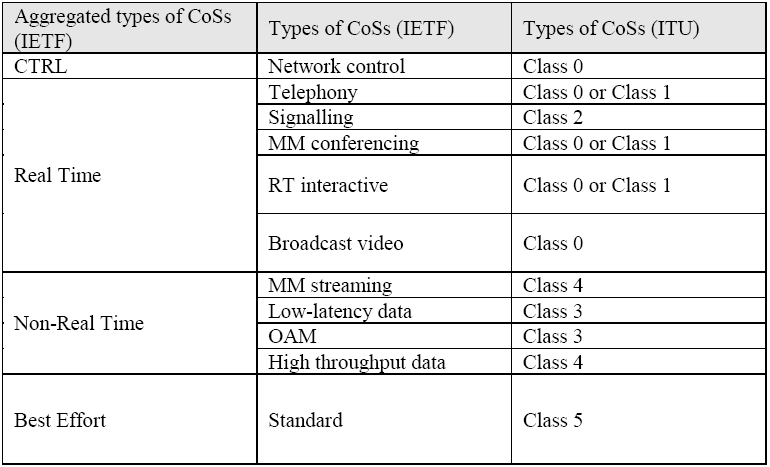 Aggregated types of CoSs (IETF) Types of CoSs (IETF) Types of CoSs (ITU)
CTRL Network control Class 0
Real Time Telephony Class 0 or Class 1
Signalling Class 2
MM conferencing Class 0 or Class 1
RT interactive Class 0 or Class 1
Broadcast video Class 0
Non-Real Time MM streaming Class 4
Low-latency data Class 3
OAM Class 3
High throughput data Class 4
Best Effort Standard Class 5